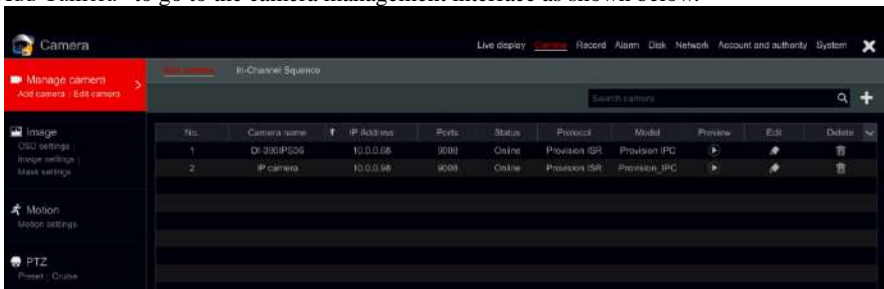 "Edit Camera" to go to the camera management interface as shown below.
Camera
Live display Camera Record Alarm Disk Network Account and authority System
Manage camera
Add camera | Edit camera
Edit camera In-Channel Squence
Search camera
Image
OSD settings |
Image settings |
Mask settings
No. Camera name IP Address Ports Status Protocol Model Preview Edit Delete
1 DI-390IPS36 10.0.0.68 9008 Online Provision ISR Provision IPC
2 IP camera 10.0.0.98 9008 Online Provision ISR Provision_IPC
Motion
Motion settings
PTZ
Preset | Cruise